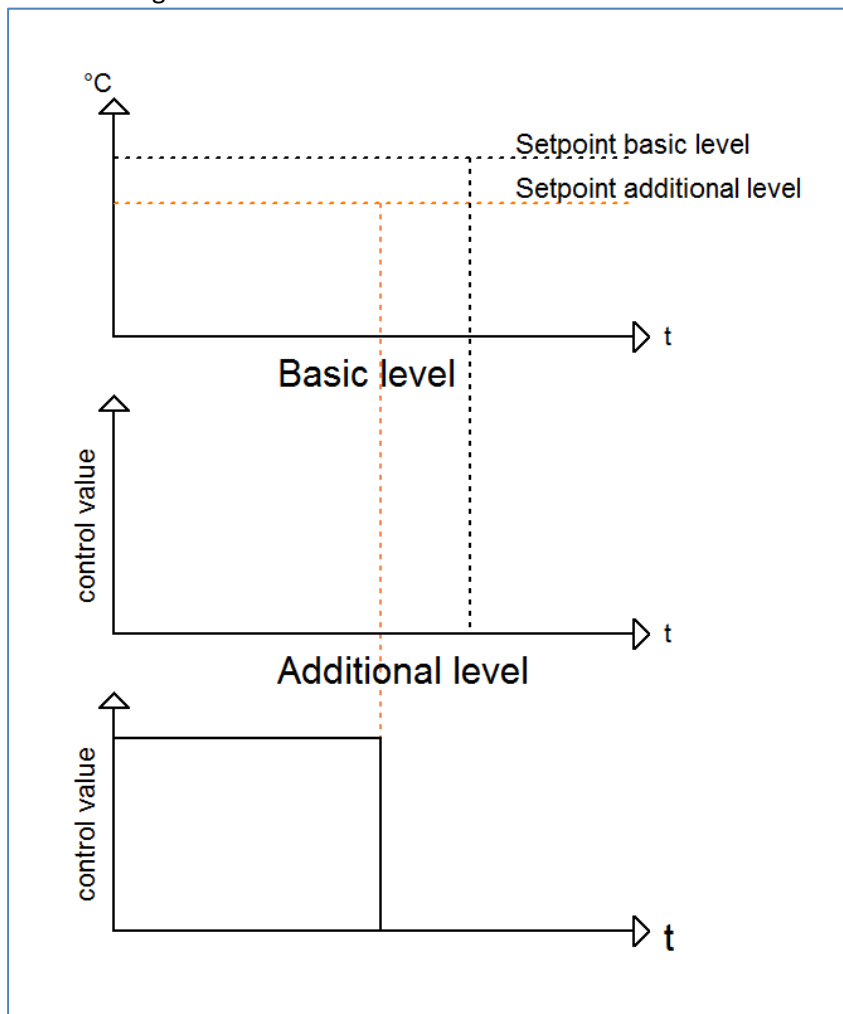 °C
Setpoint basic level
Setpoint additional level
t
Basic level
control value
t
Additional level
control value
t